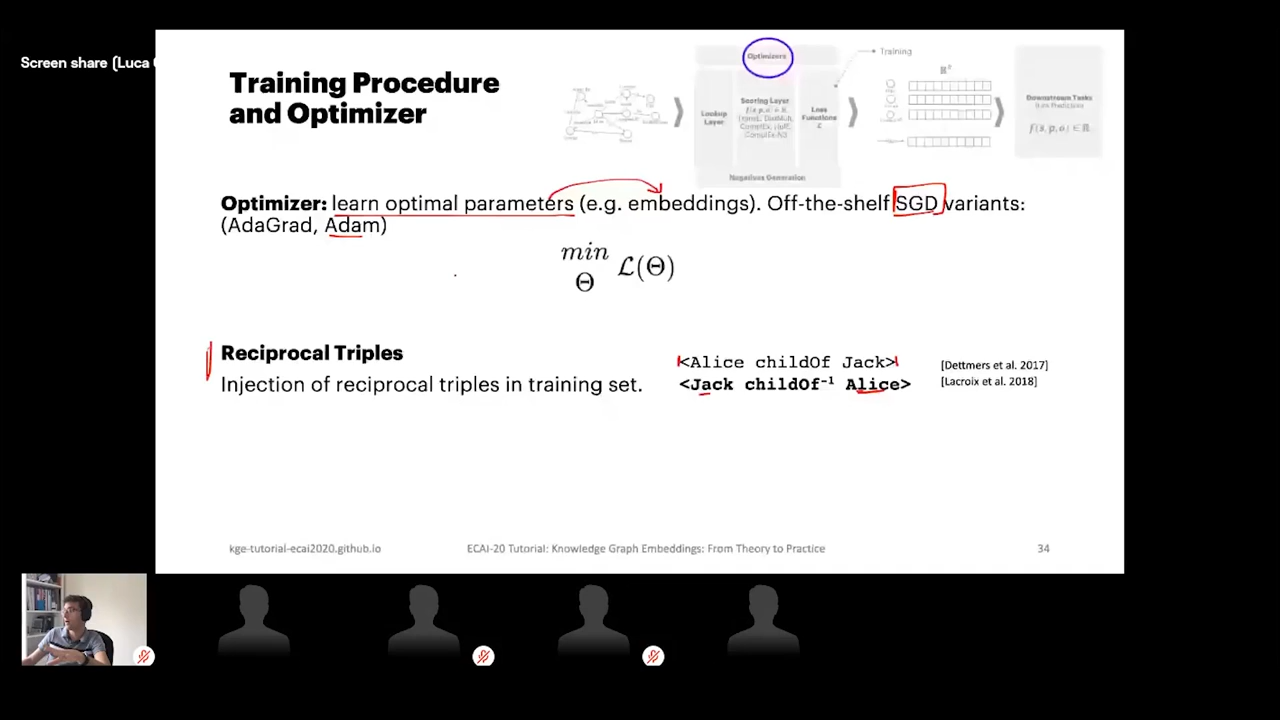 Screen share (Luca
Training Procedure
and Optimizer
Optimizers
Training
Lookup
Layer
Scoring Layer
Loss
Functions
Negatives Generation
Downstream Tasks
Optimizer: learn optimal parameters (e.g. embeddings). Off-the-shelf SGD variants:
(AdaGrad, Adam)
min
Θ
ℒ(Θ)
Reciprocal Triples
Injection of reciprocal triples in training set.
<Alice childOf Jack>
<Jack childOf⁻¹ Alice>
[Dettmers et al. 2017]
[Lacroix et al. 2018]
kge-tutorial-ecai2020.github.io
ECAI-20 Tutorial: Knowledge Graph Embeddings: From Theory to Practice
34